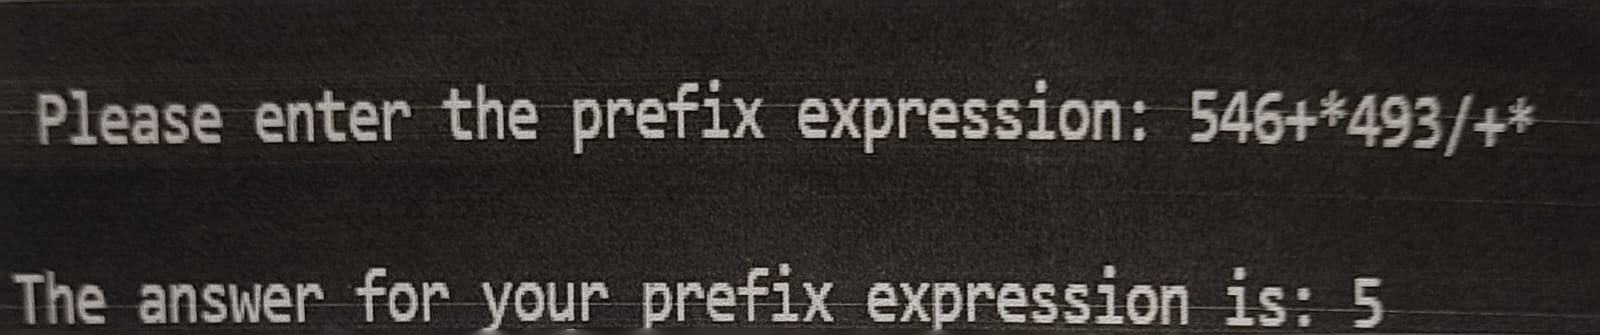 Please enter the prefix expression: 546+*493/+*
The answer for your prefix expression is: 5